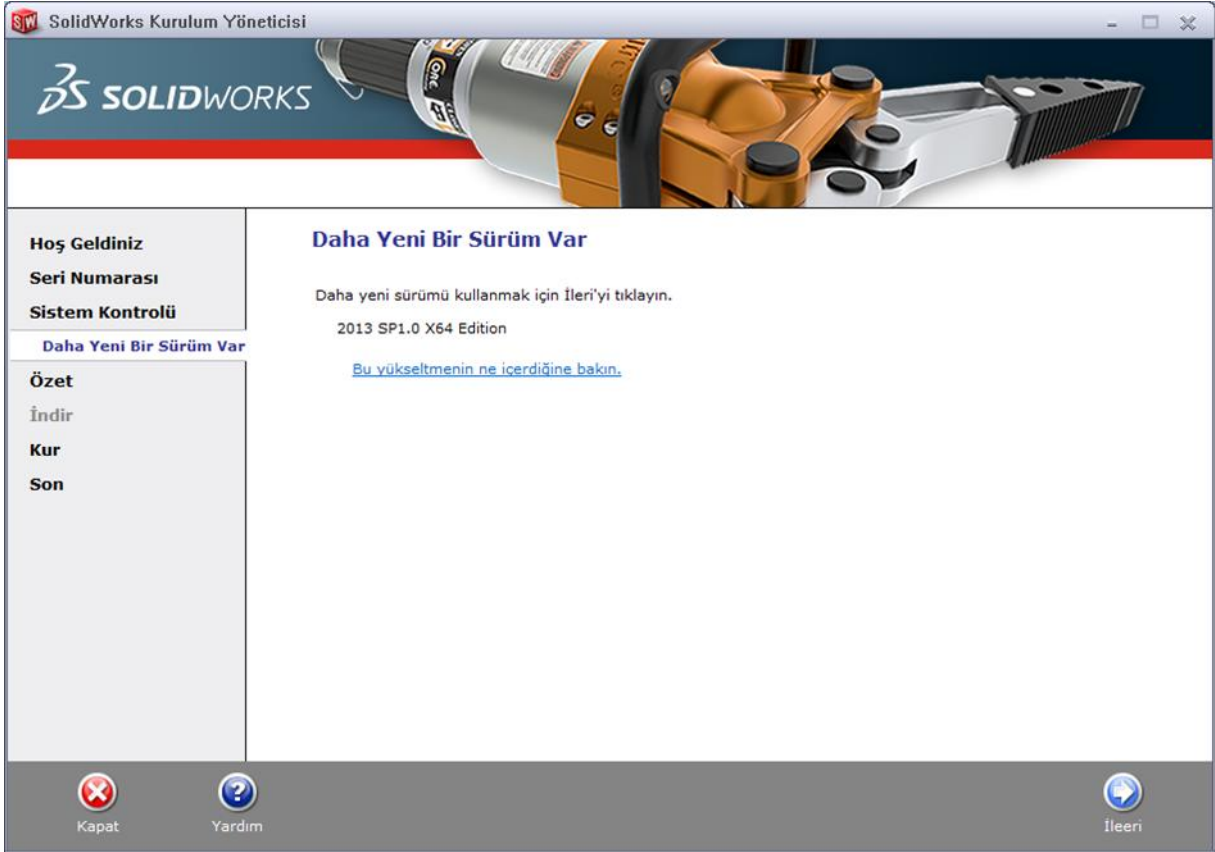 SolidWorks Kurulum Yöneticisi
SOLIDWORKS
Hoş Geldiniz
Seri Numarası
Sistem Kontrolü
Daha Yeni Bir Sürüm Var
Özet
İndir
Kur
Son
Daha Yeni Bir Sürüm Var
Daha yeni sürümü kullanmak için İleri'yi tıklayın.
2013 SP1.0 X64 Edition
Bu yükseltmenin ne içerdiğine bakın.
Kapat
Yardım
İleeri